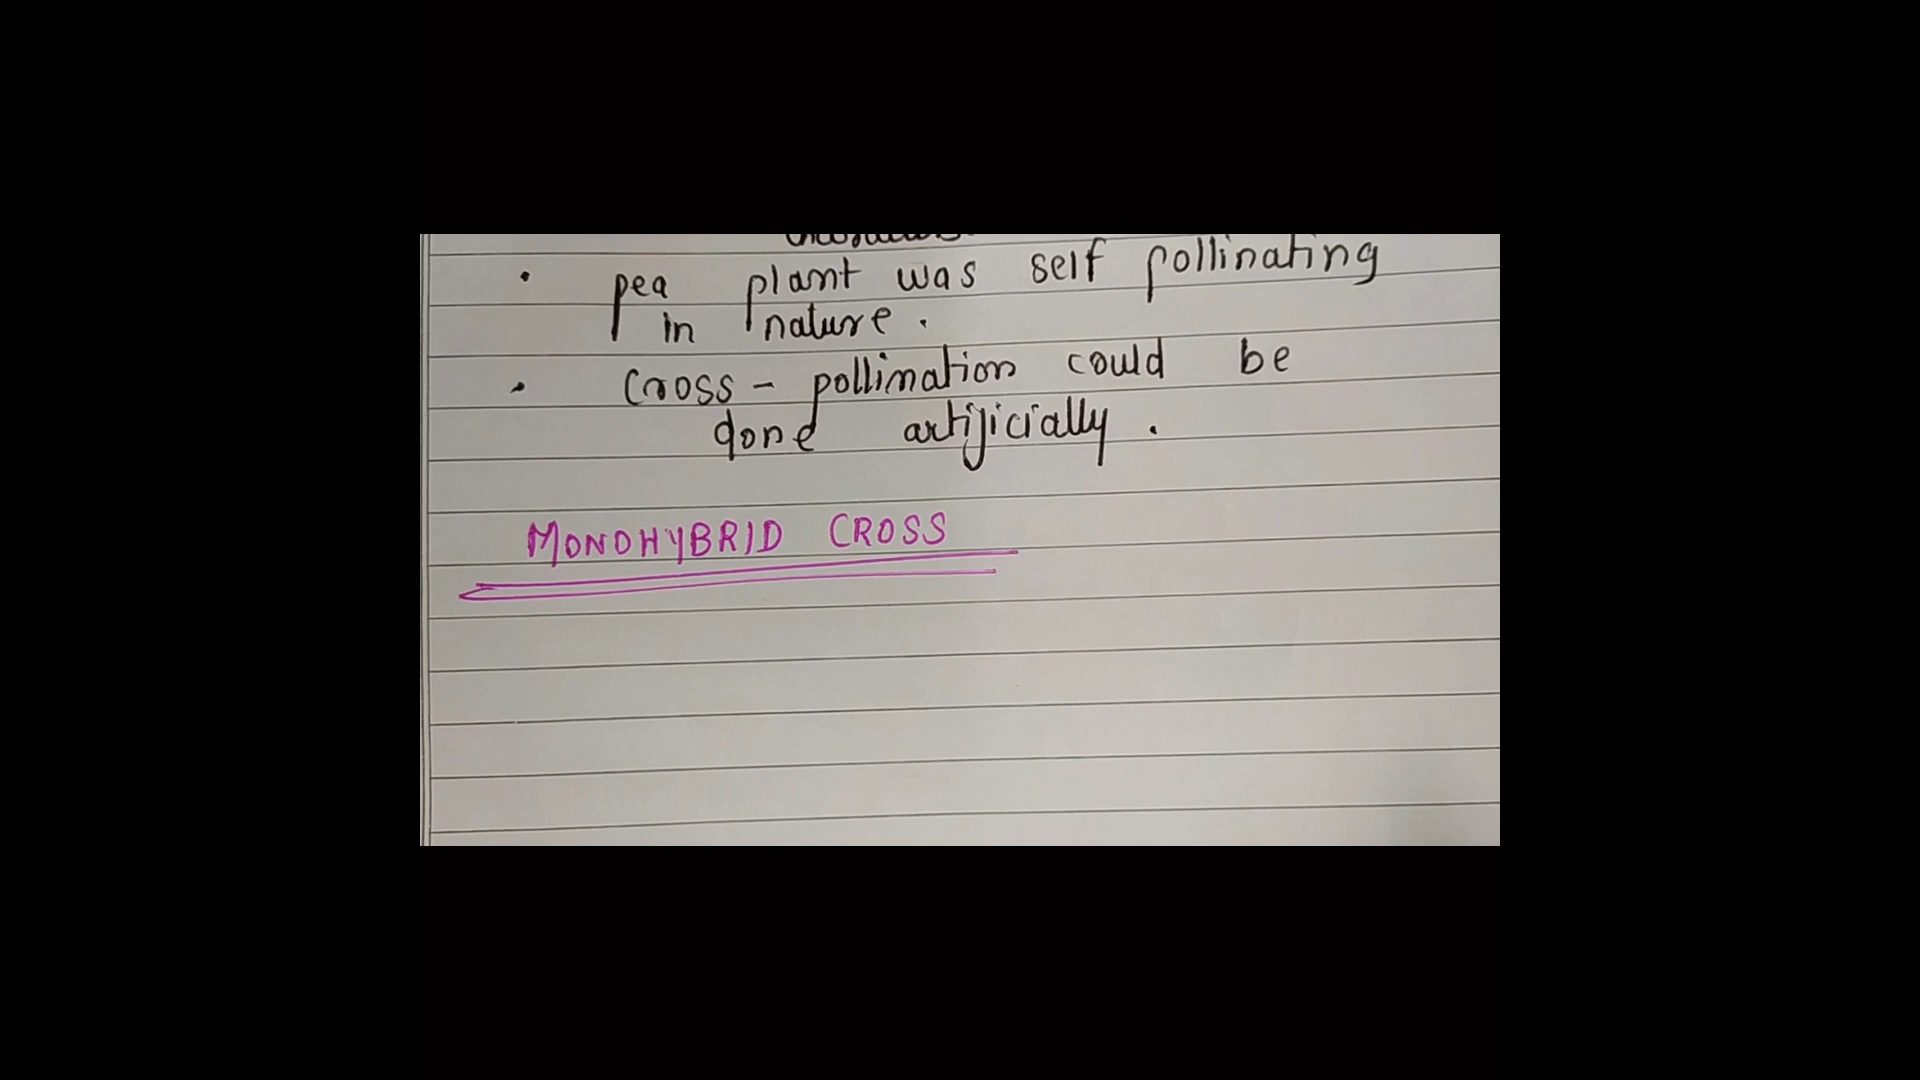 • pea plant was self pollinating
in nature.
• Cross - pollination could be
done artificially.
MONOHYBRID CROSS